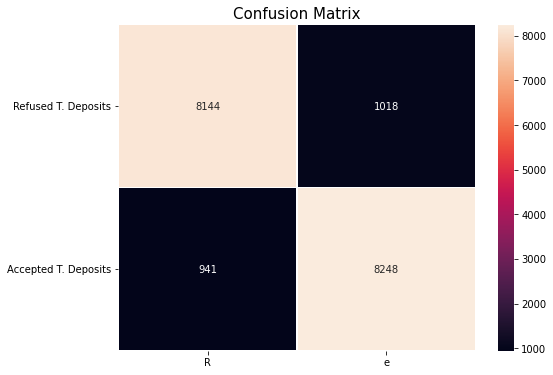 Confusion Matrix
Refused T. Deposits
8144
1018
Accepted T. Deposits
941
8248
R
e
8000
7000
6000
5000
4000
3000
2000
1000